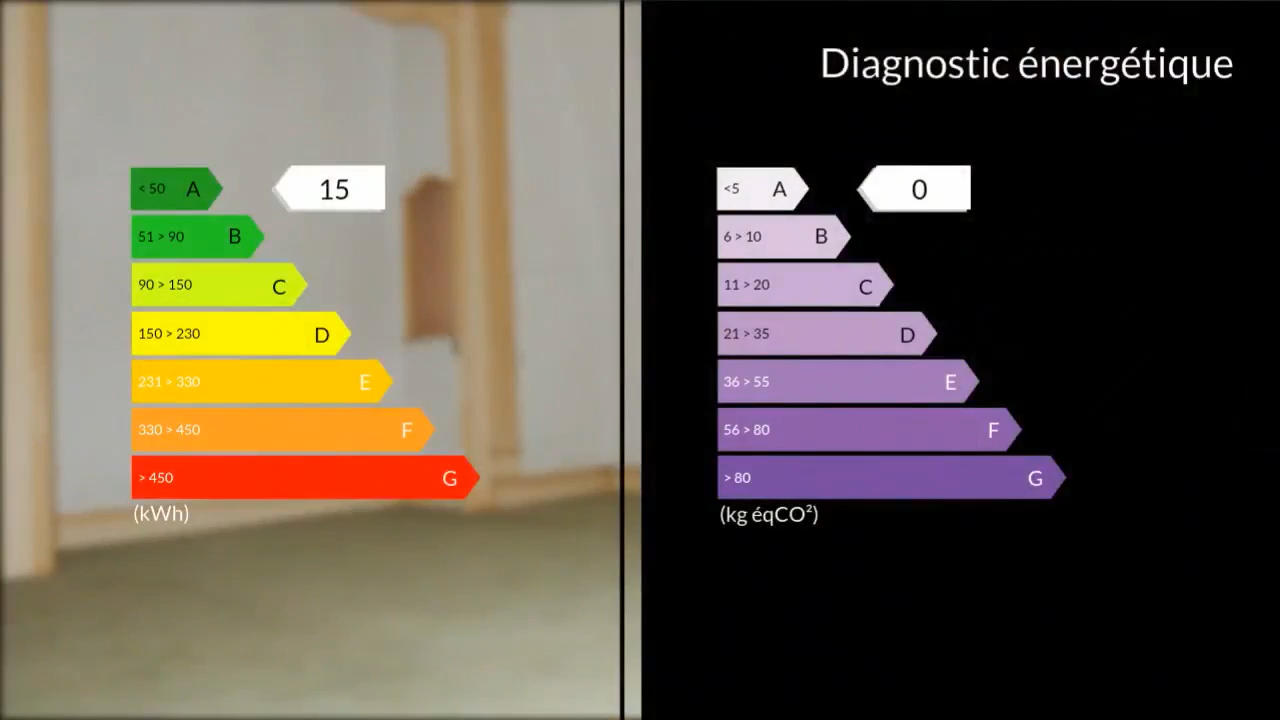 Diagnostic énergétique
< 50 A 15
51 > 90 B
90 > 150 C
150 > 230 D
231 > 330 E
330 > 450 F
> 450 G
(kWh)
<5 A 0
6 > 10 B
11 > 20 C
21 > 35 D
36 > 55 E
56 > 80 F
> 80 G
(kg éqCO²)